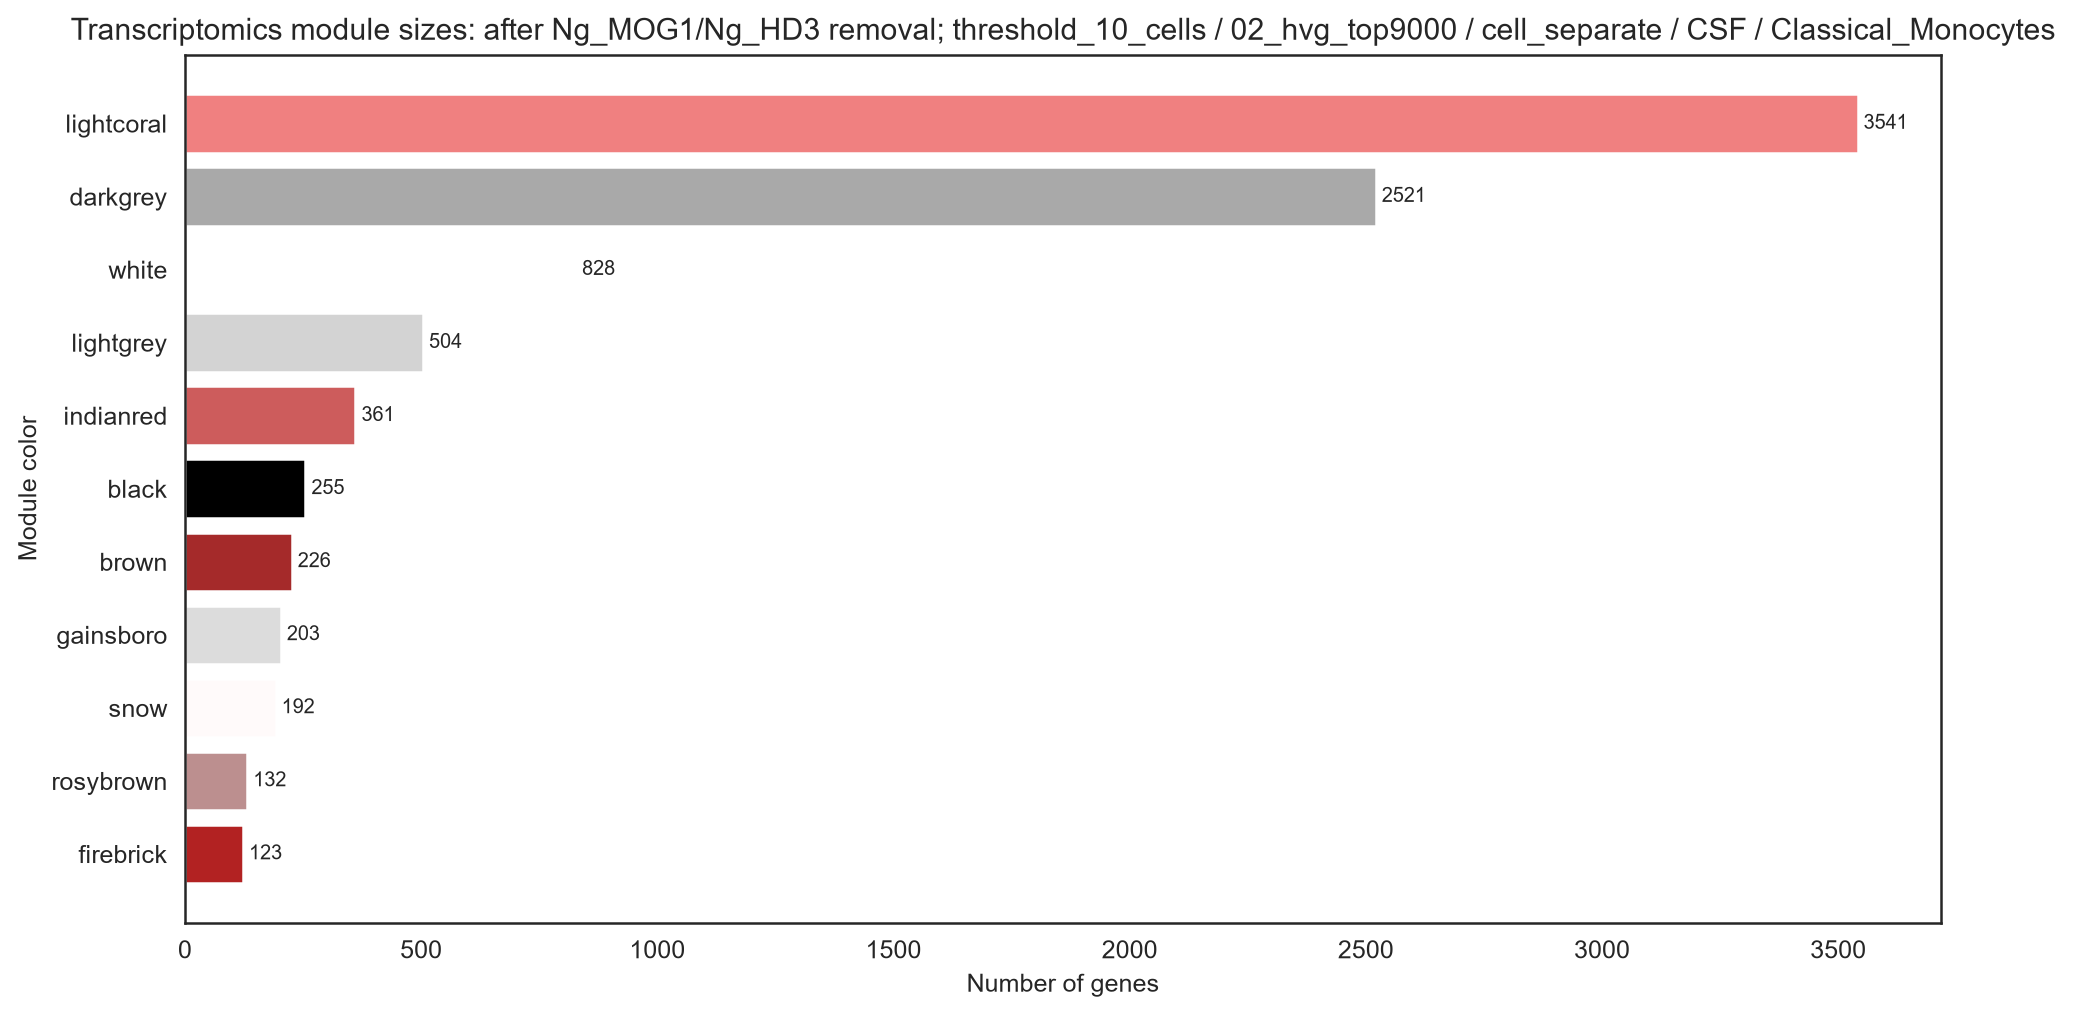 Transcriptomics module sizes: after Ng_MOG1/Ng_HD3 removal; threshold_10_cells / 02_hvg_top9000 / cell_separate / CSF / Classical_Monocytes
lightcoral 3541
darkgrey 2521
white 828
lightgrey 504
indianred 361
black 255
brown 226
gainsboro 203
snow 192
rosybrown 132
firebrick 123
Module color
0 500 1000 1500 2000 2500 3000 3500
Number of genes